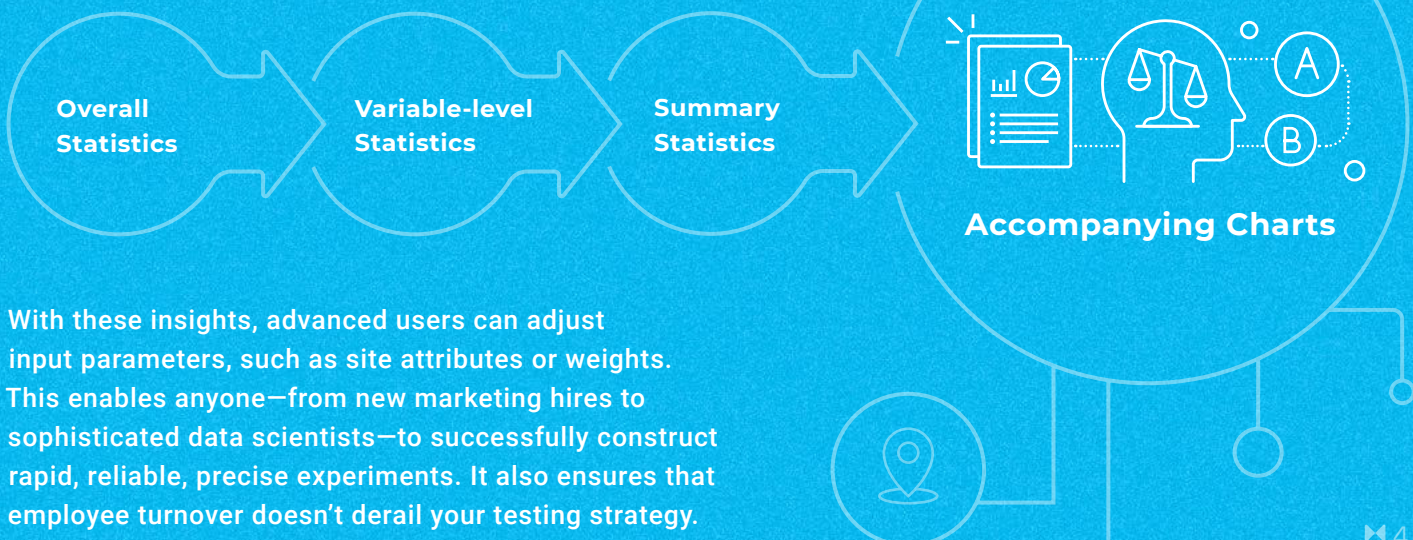 Overall
Statistics
Variable-level
Statistics
Summary
Statistics
A
B
Accompanying Charts
With these insights, advanced users can adjust
input parameters, such as site attributes or weights.
This enables anyone—from new marketing hires to
sophisticated data scientists—to successfully construct
rapid, reliable, precise experiments. It also ensures that
employee turnover doesn’t derail your testing strategy.
4